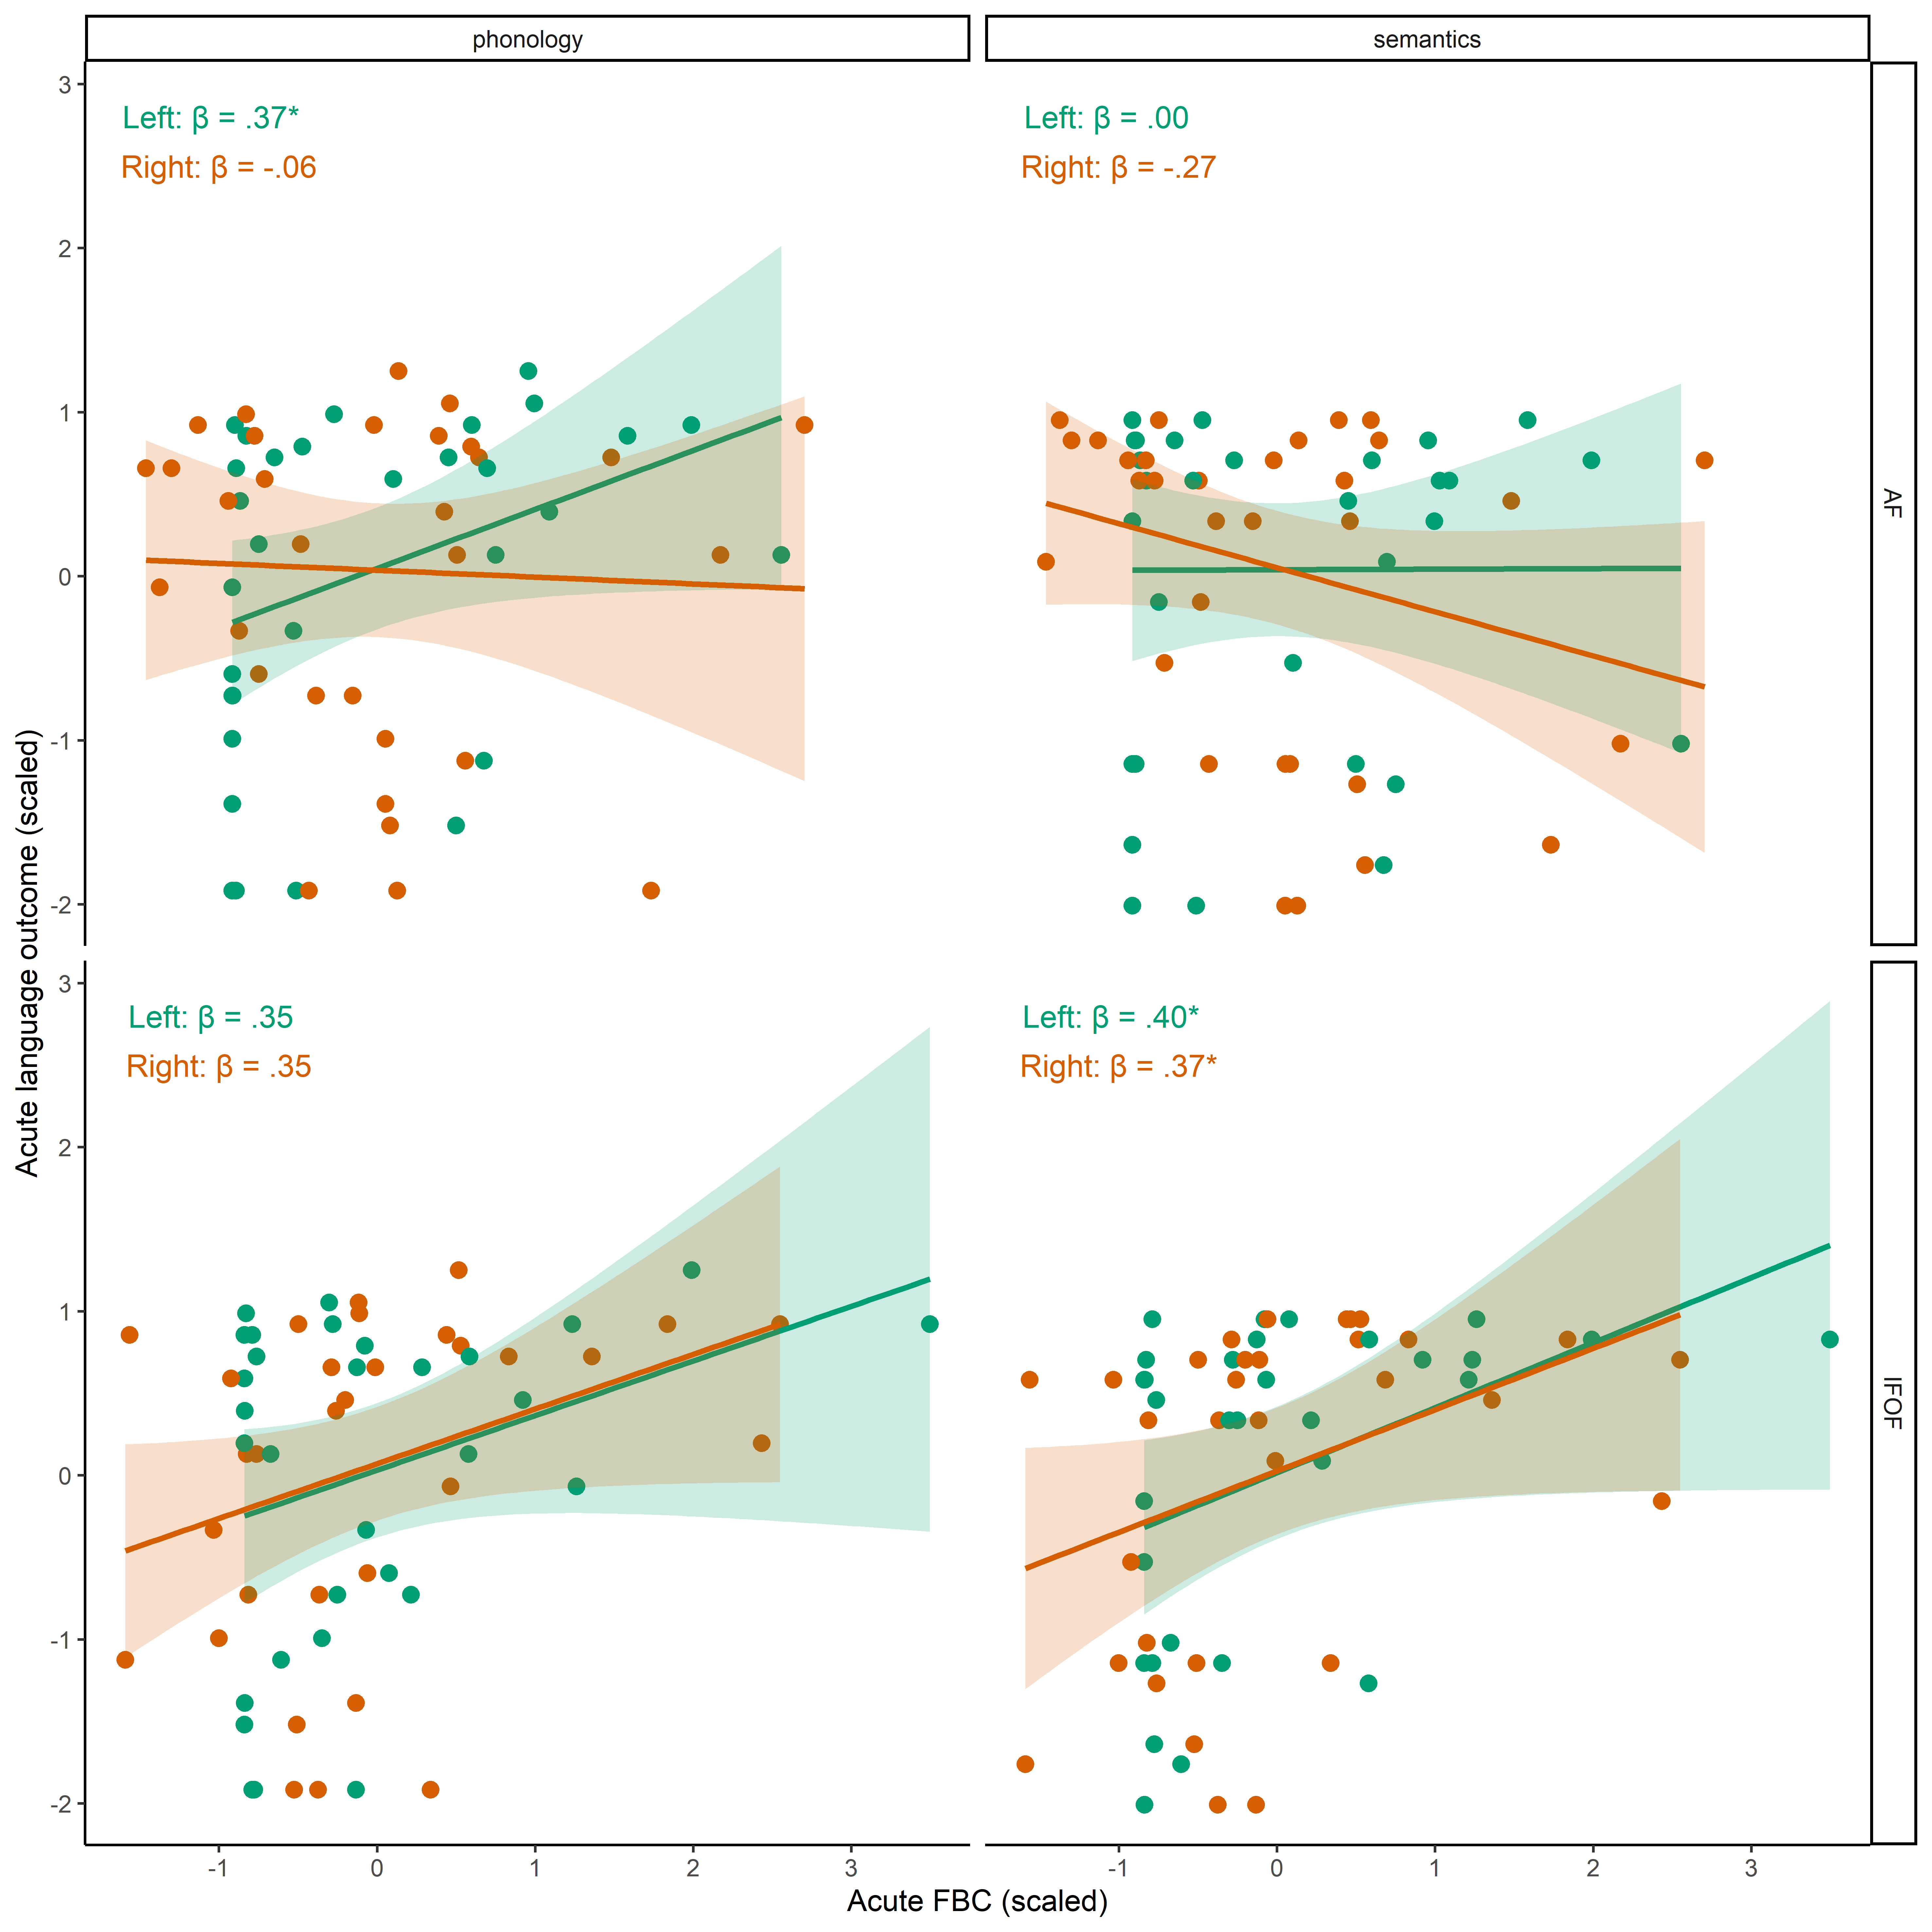 phonology
semantics
3
2
1
0
-1
-2
Left: β = .37*
Right: β = -.06
Left: β = .00
Right: β = -.27
AF
Acute language outcome (scaled)
3
2
1
0
-1
-2
Left: β = .35
Right: β = .35
Left: β = .40*
Right: β = .37*
IFOF
-1 0 1 2 3
-1 0 1 2 3
Acute FBC (scaled)